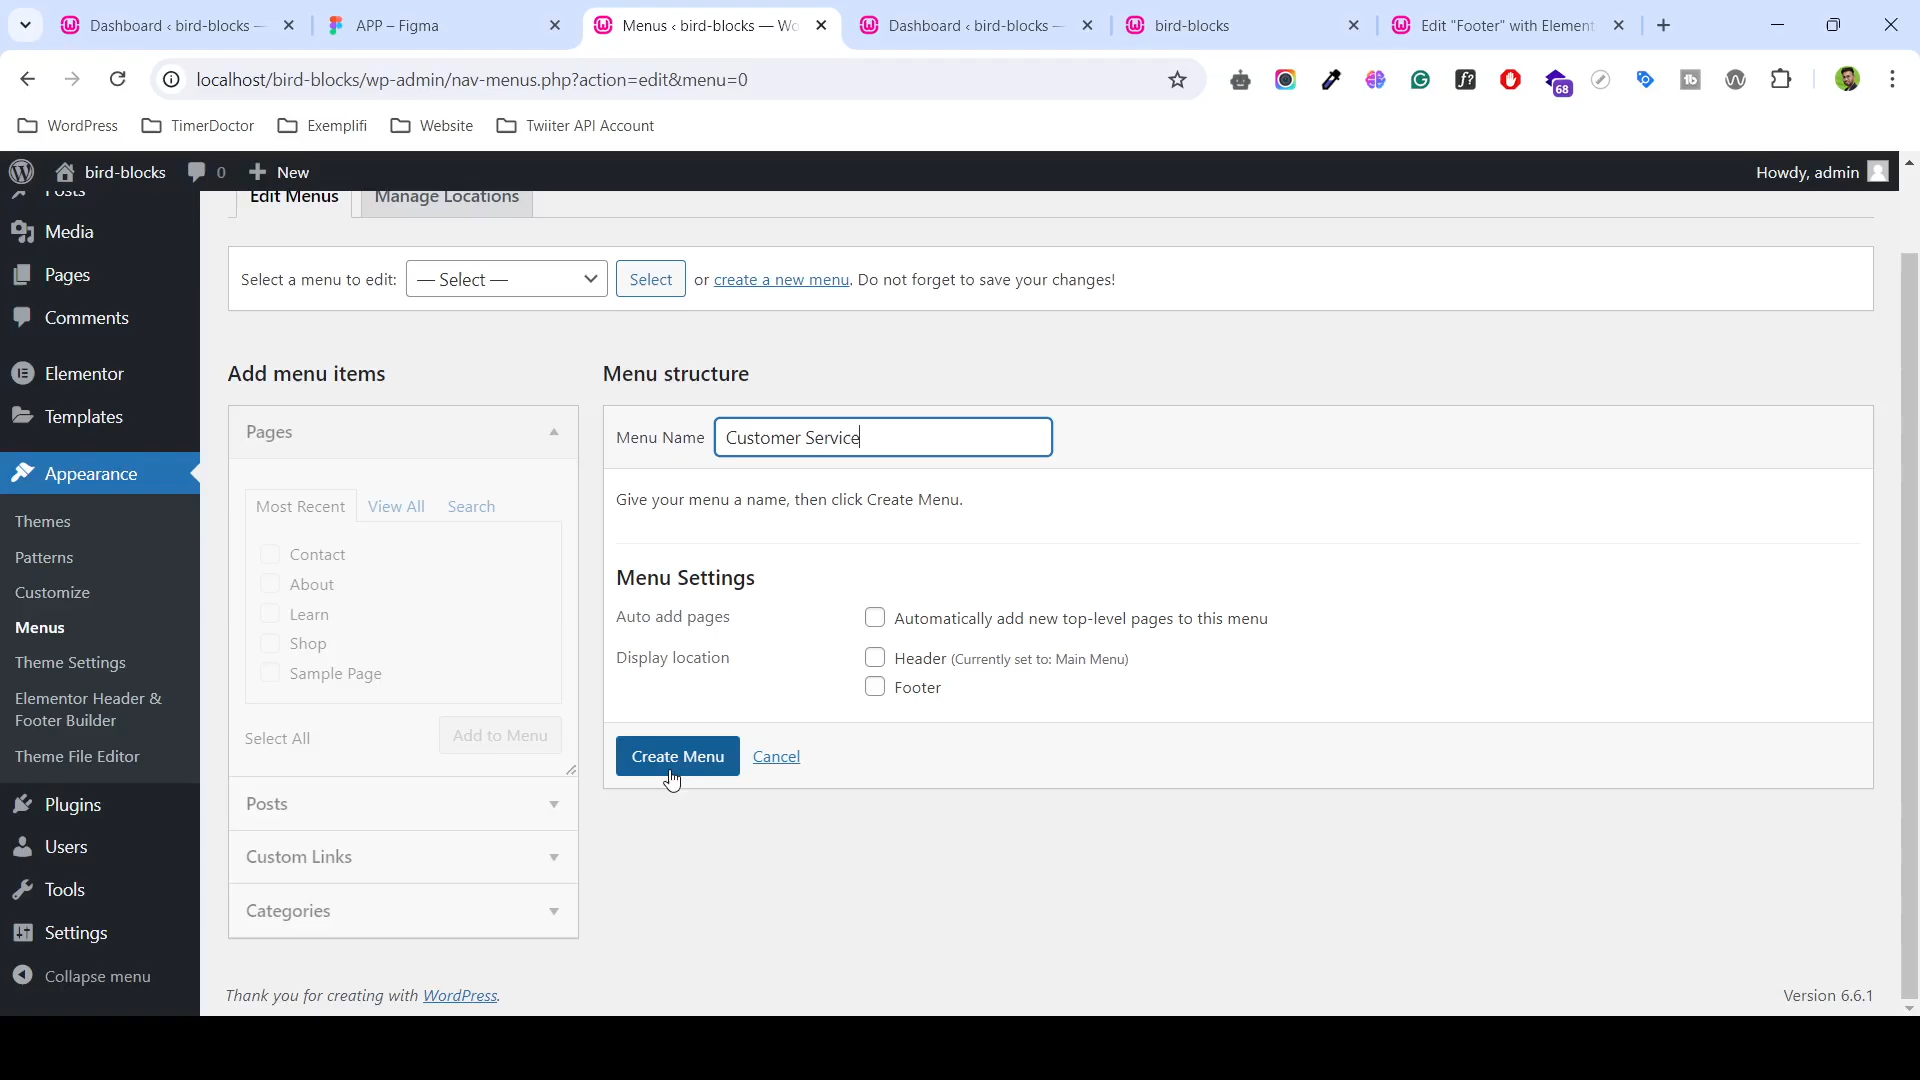 Dashboard ‹ bird-blocks —
APP – Figma
Menus ‹ bird-blocks — Wo
Dashboard ‹ bird-blocks —
bird-blocks
Edit "Footer" with Element
localhost/bird-blocks/wp-admin/nav-menus.php?action=edit&menu=0
68
WordPress
TimerDoctor
Exemplifi
Website
Twiiter API Account
bird-blocks
0
New
Howdy, admin
Posts
Media
Pages
Comments
Elementor
Templates
Appearance
Themes
Patterns
Customize
Menus
Theme Settings
Elementor Header &
Footer Builder
Theme File Editor
Plugins
Users
Tools
Settings
Collapse menu
Edit Menus
Manage Locations
Select a menu to edit:
— Select —
Select
or create a new menu. Do not forget to save your changes!
Add menu items
Pages
Most Recent
View All
Search
Contact
About
Learn
Shop
Sample Page
Select All
Add to Menu
Posts
Custom Links
Categories
Menu structure
Menu Name
Customer Service
Give your menu a name, then click Create Menu.
Menu Settings
Auto add pages
Automatically add new top-level pages to this menu
Display location
Header (Currently set to: Main Menu)
Footer
Create Menu
Cancel
Thank you for creating with WordPress.
Version 6.6.1